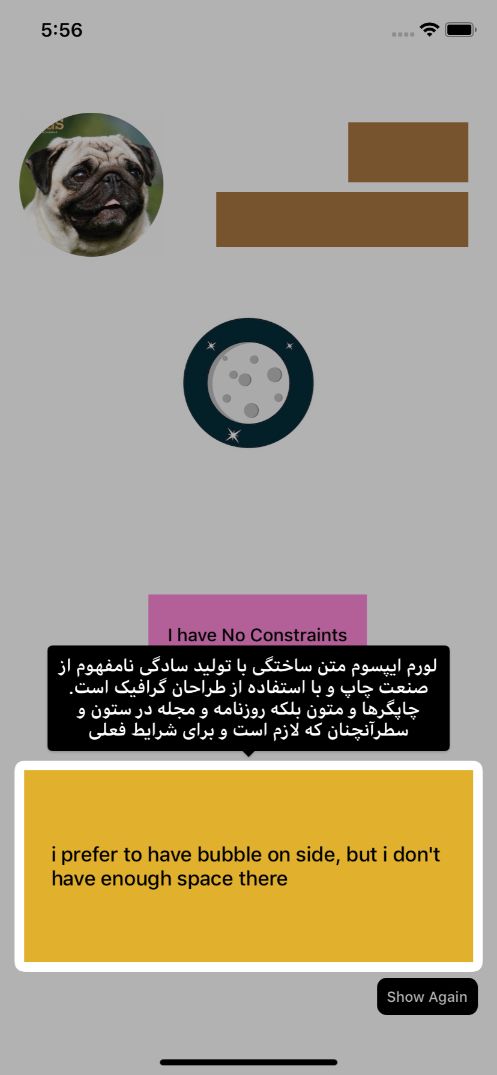 5:56
I have No Constraints
لورم ایپسوم متن ساختگی با تولید سادگی نامفهوم از
صنعت چاپ و با استفاده از طراحان گرافیک است.
چاپگرها و متون بلکه روزنامه و مجله در ستون و
سطرآنچنان که لازم است و برای شرایط فعلی
i prefer to have bubble on side, but i don't
have enough space there
Show Again